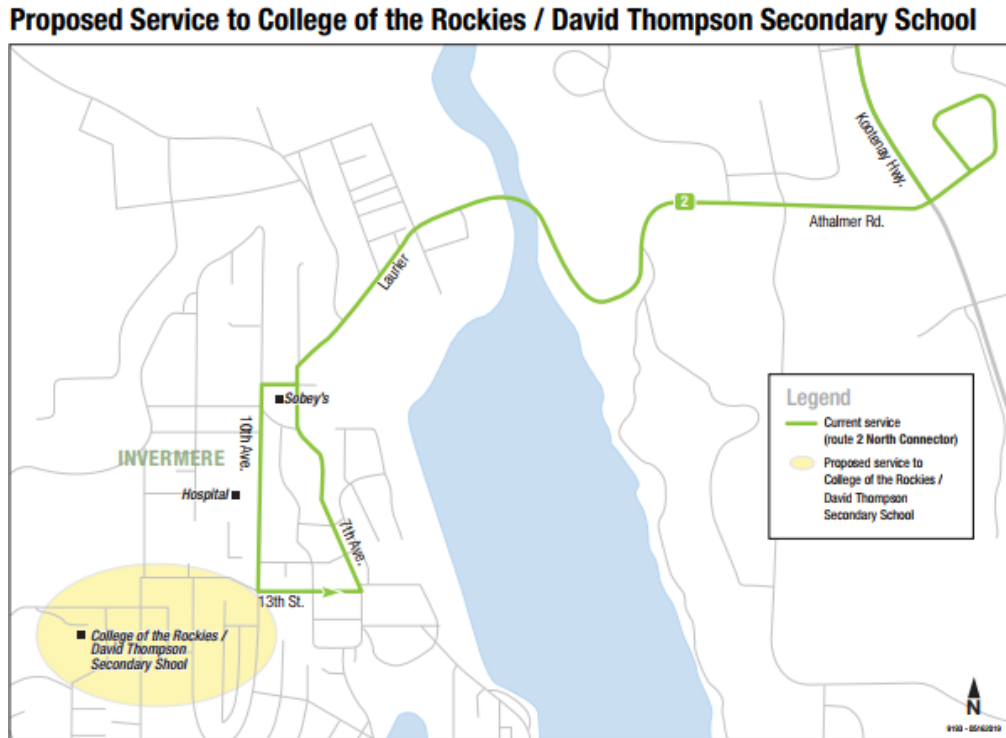 Proposed Service to College of the Rockies / David Thompson Secondary School
Kootenay Hwy.
2
Athalmer Rd.
Laurier
Sobey's
10th Ave.
INVERMERE
Hospital
7th Ave.
13th St.
College of the Rockies /
David Thompson
Secondary Shool
Legend
Current service
(route 2 North Connector)
Proposed service to
College of the Rockies /
David Thompson
Secondary School
N